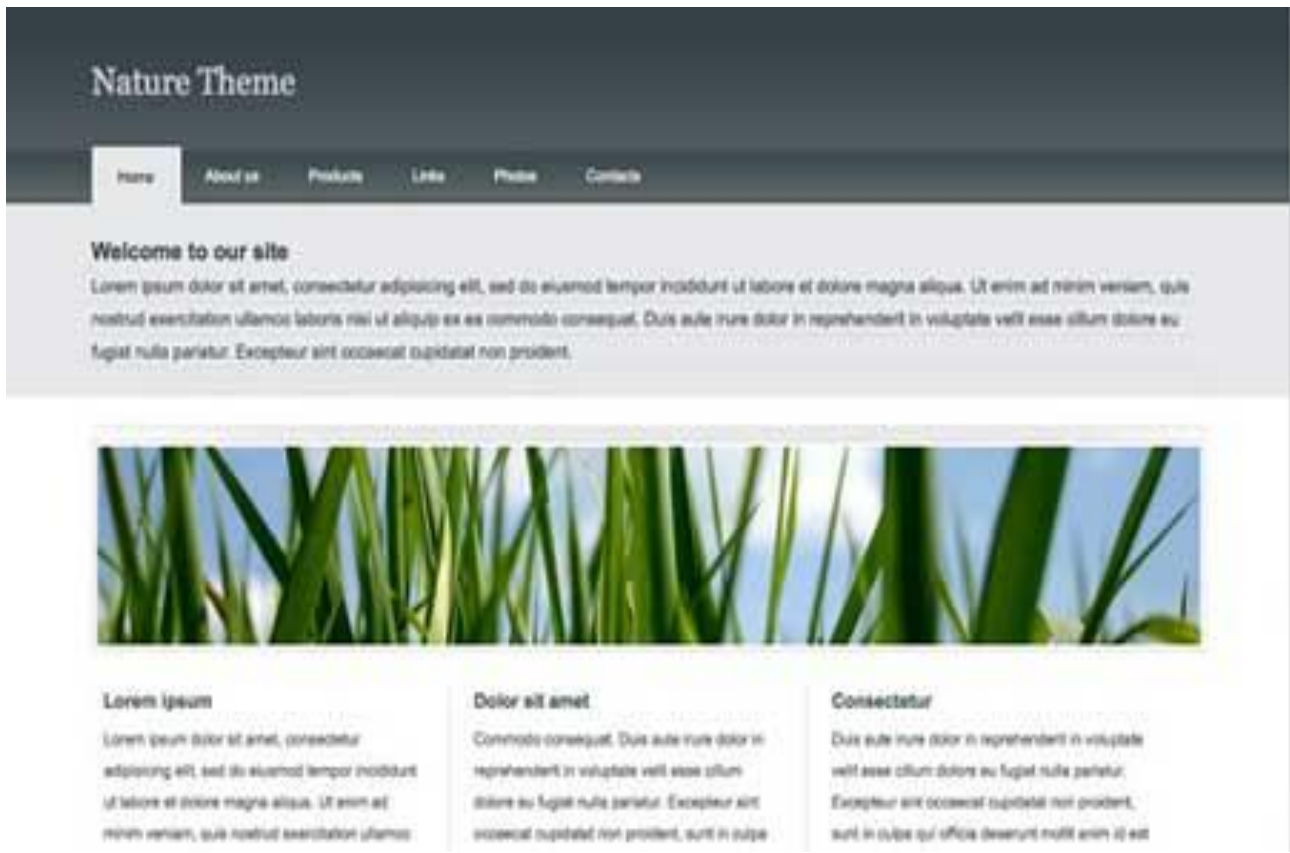 Nature Theme
Home About us Products Links Photos Contacts
Welcome to our site
Lorem ipsum dolor sit amet, consectetur adipisicing elit, sed do eiusmod tempor incididunt ut labore et dolore magna aliqua. Ut enim ad minim veniam, quis
nostrud exercitation ullamco laboris nisi ut aliquip ex ea commodo consequat. Duis aute irure dolor in reprehenderit in voluptate velit esse cillum dolore eu
fugiat nulla pariatur. Excepteur sint occaecat cupidatat non proident.
Lorem ipsum
Lorem ipsum dolor sit amet, consectetur
adipisicing elit, sed do eiusmod tempor incididunt
ut labore et dolore magna aliqua. Ut enim ad
minim veniam, quis nostrud exercitation ullamco
Dolor sit amet
Commodo consequat. Duis aute irure dolor in
reprehenderit in voluptate velit esse cillum
dolore eu fugiat nulla pariatur. Excepteur sint
occaecat cupidatat non proident, sunt in culpa
Consectetur
Duis aute irure dolor in reprehenderit in voluptate
velit esse cillum dolore eu fugiat nulla pariatur.
Excepteur sint occaecat cupidatat non proident,
sunt in culpa qui officia deserunt mollit anim id est